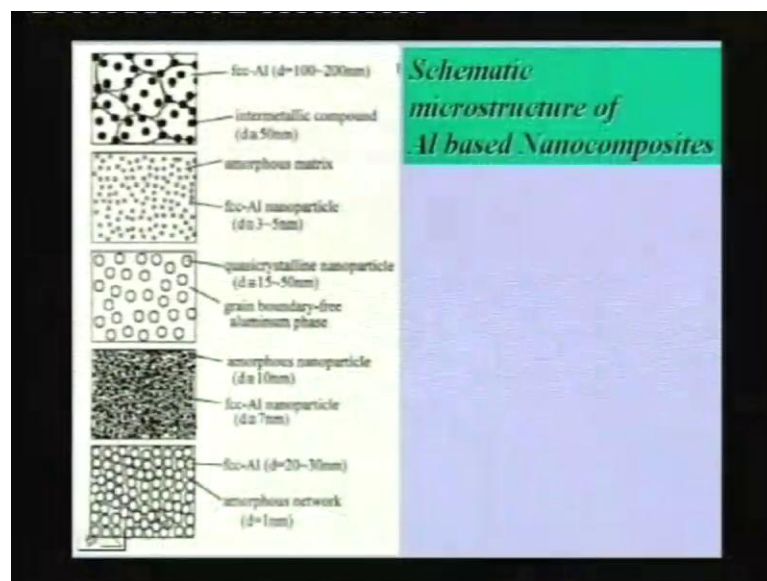 fcc-Al (d=100~200nm)
intermetallic compound
(d≅50nm)
amorphous matrix
fcc-Al nanoparticle
(d≅3~5nm)
quasicrystalline nanoparticle
(d≅15~50nm)
grain boundary-free
aluminum phase
amorphous nanoparticle
(d≅10nm)
fcc-Al nanoparticle
(d≅7nm)
fcc-Al (d=20~30nm)
amorphous network
(d=1nm)
Schematic
microstructure of
Al based Nanocomposites